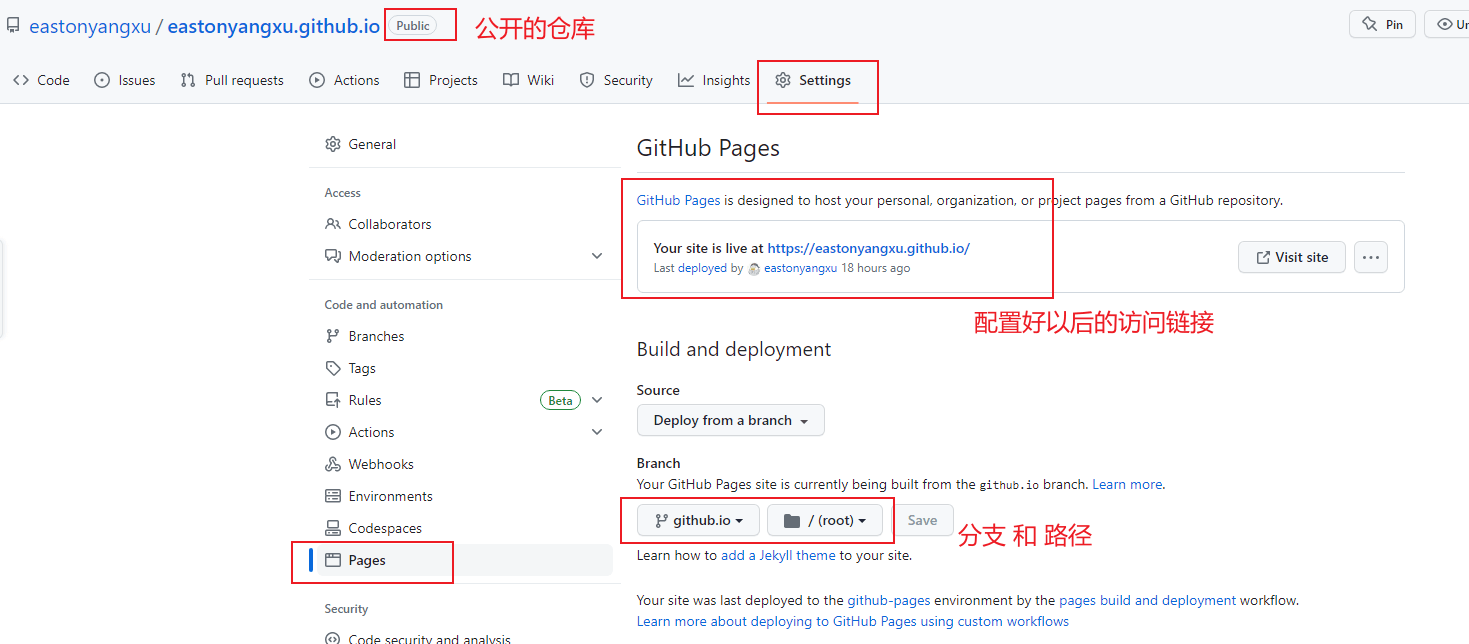 eastonyangxu / eastonyangxu.github.io Public 公开的仓库 Pin
Code Issues Pull requests Actions Projects Wiki Security Insights Settings
General
Access
Collaborators
Moderation options
Code and automation
Branches
Tags
Rules Beta
Actions
Webhooks
Environments
Codespaces
Pages
Security
Code security and analysis
GitHub Pages
GitHub Pages is designed to host your personal, organization, or project pages from a GitHub repository.
Your site is live at https://eastonyangxu.github.io/
Last deployed by eastonyangxu 18 hours ago
Visit site
配置好以后的访问链接
Build and deployment
Source
Deploy from a branch
Branch
Your GitHub Pages site is currently being built from the github.io branch. Learn more.
github.io / (root) Save
分支 和 路径
Learn how to add a Jekyll theme to your site.
Your site was last deployed to the github-pages environment by the pages build and deployment workflow.
Learn more about deploying to GitHub Pages using custom workflows